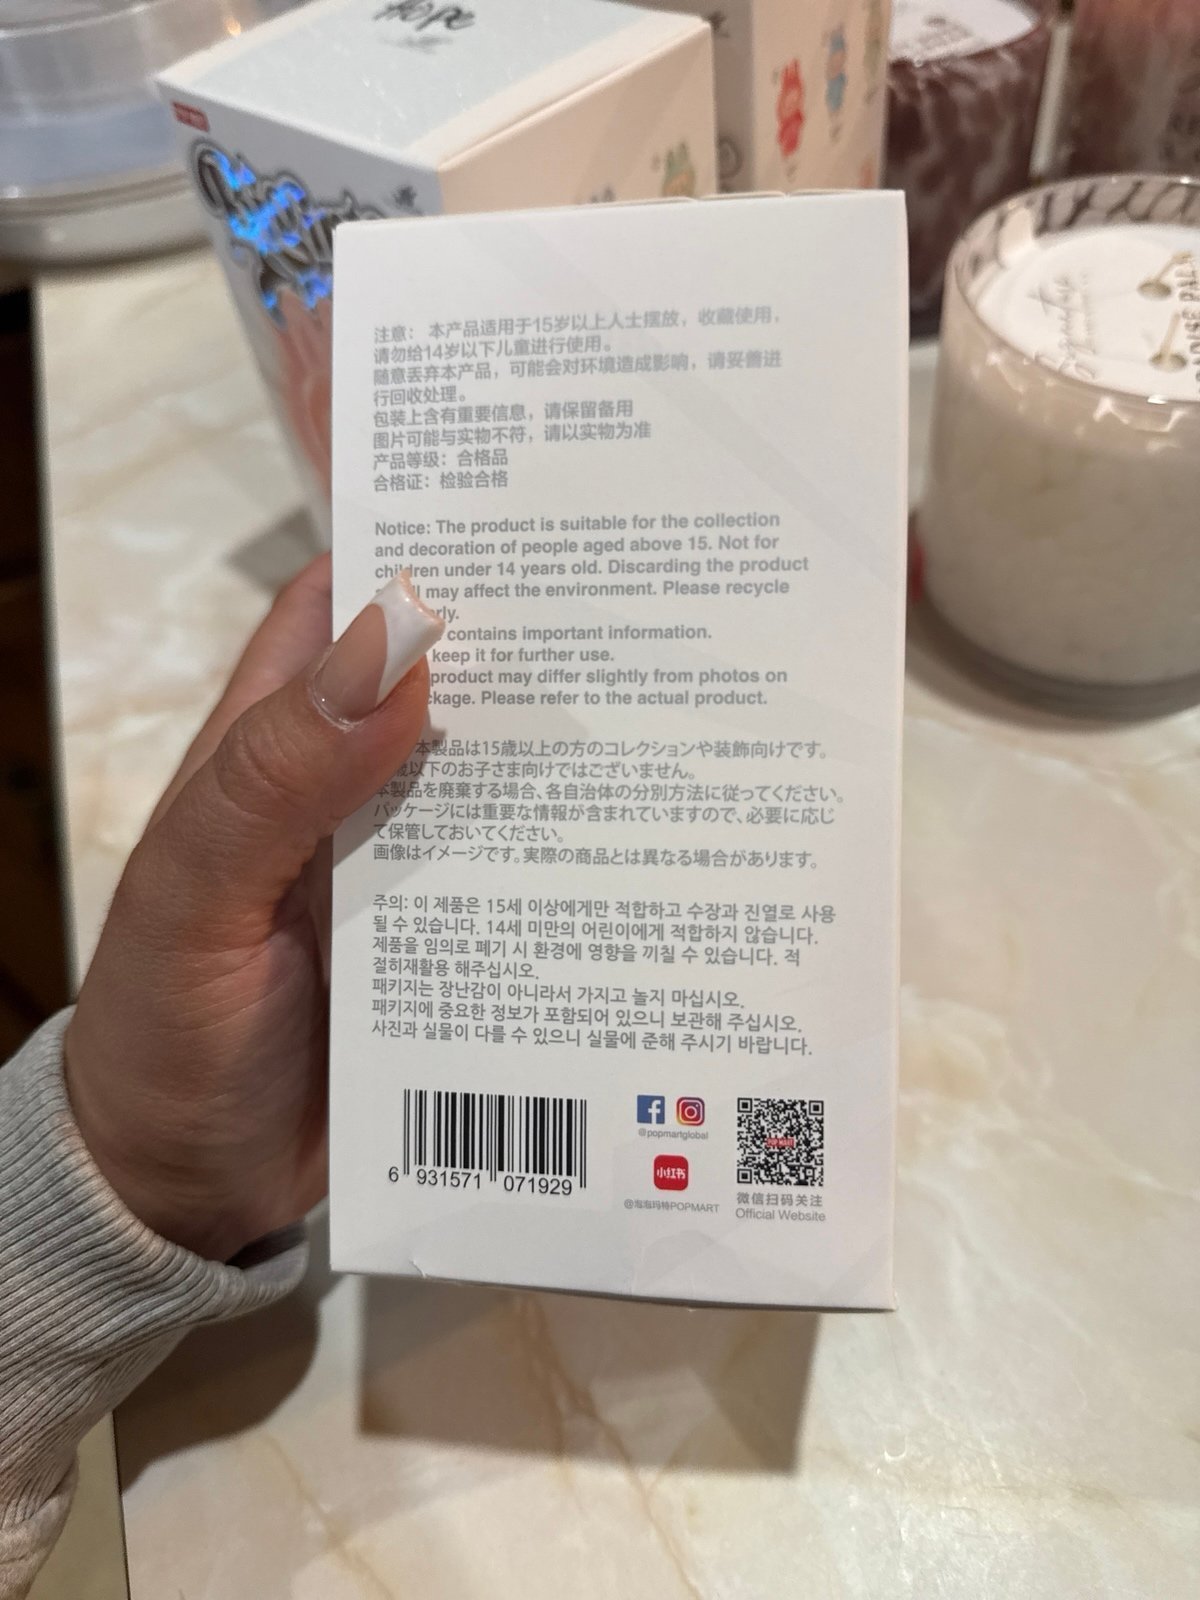 Hope
注意： 本产品适用于15岁以上人士摆放，收藏使用，
请勿给14岁以下儿童进行使用。
随意丢弃本产品，可能会对环境造成影响，请妥善进
行回收处理。
包装上含有重要信息，请保留备用
图片可能与实物不符，请以实物为准
产品等级：合格品
合格证：检验合格
Notice: The product is suitable for the collection
and decoration of people aged above 15. Not for
children under 14 years old. Discarding the product
may affect the environment. Please recycle
contains important information.
keep it for further use.
product may differ slightly from photos on
Please refer to the actual product.
本製品は15歳以上の方のコレクションや装飾向けです。
歳以下のお子さま向けではございません。
本製品を廃棄する場合、各自治体の分別方法に従ってください。
パッケージには重要な情報が含まれていますので、必要に応じ
て保管しておいてください。
画像はイメージです。実際の商品とは異なる場合があります。
주의: 이 제품은 15세 이상에게만 적합하고 수장과 진열로 사용
될 수 있습니다. 14세 미만의 어린이에게 적합하지 않습니다.
제품을 임의로 폐기 시 환경에 영향을 끼칠 수 있습니다. 적
절히재활용 해주십시오.
패키지는 장난감이 아니라서 가지고 놀지 마십시오.
패키지에 중요한 정보가 포함되어 있으니 보관해 주십시오.
사진과 실물이 다를 수 있으니 실물에 준해 주시기 바랍니다.
6 931571 071929
@popmartglobal
小红书
@泡泡玛特POPMART
POP MART
微信扫码关注
Official Website